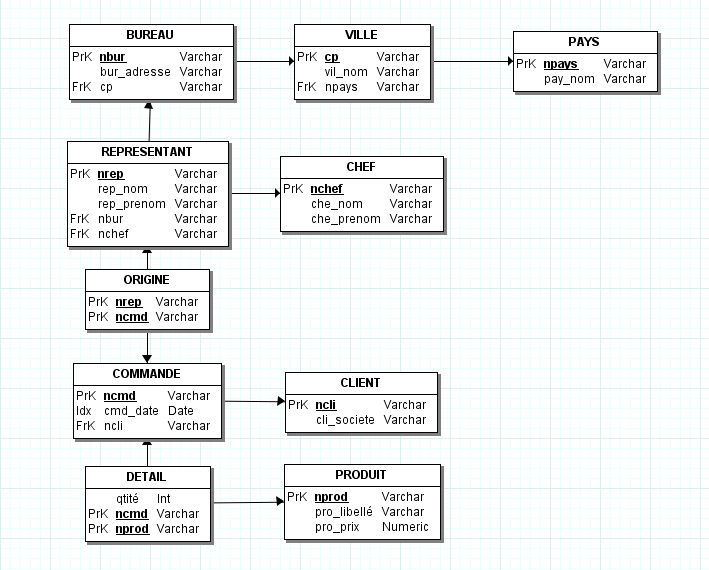 BUREAU
PrK nbur Varchar
bur_adresse Varchar
FrK cp Varchar
VILLE
PrK cp Varchar
vil_nom Varchar
FrK npays Varchar
PAYS
PrK npays Varchar
pay_nom Varchar
REPRESENTANT
PrK nrep Varchar
rep_nom Varchar
rep_prenom Varchar
FrK nbur Varchar
FrK nchef Varchar
CHEF
PrK nchef Varchar
che_nom Varchar
che_prenom Varchar
ORIGINE
PrK nrep Varchar
PrK ncmd Varchar
COMMANDE
PrK ncmd Varchar
Idx cmd_date Date
FrK ncli Varchar
CLIENT
PrK ncli Varchar
cli_societe Varchar
DETAIL
qtité Int
PrK ncmd Varchar
PrK nprod Varchar
PRODUIT
PrK nprod Varchar
pro_libellé Varchar
pro_prix Numeric